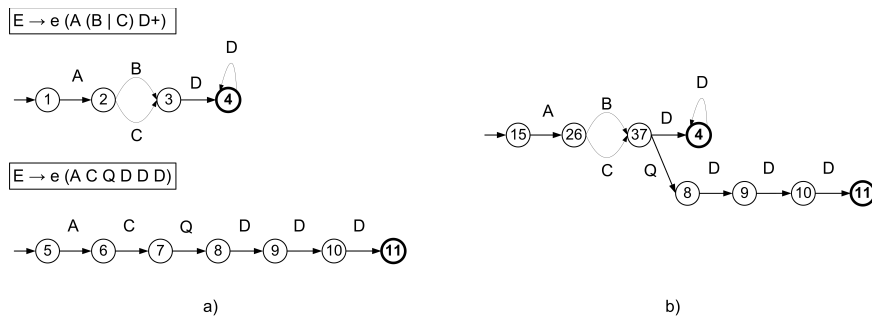 E → e (A (B | C) D+)
D
A B D
1 2 3 4
C
E → e (A C Q D D D)
A C Q D D D
5 6 7 8 9 10 11
a)
D
A B D
15 26 37 4
C Q D D D
8 9 10 11
b)